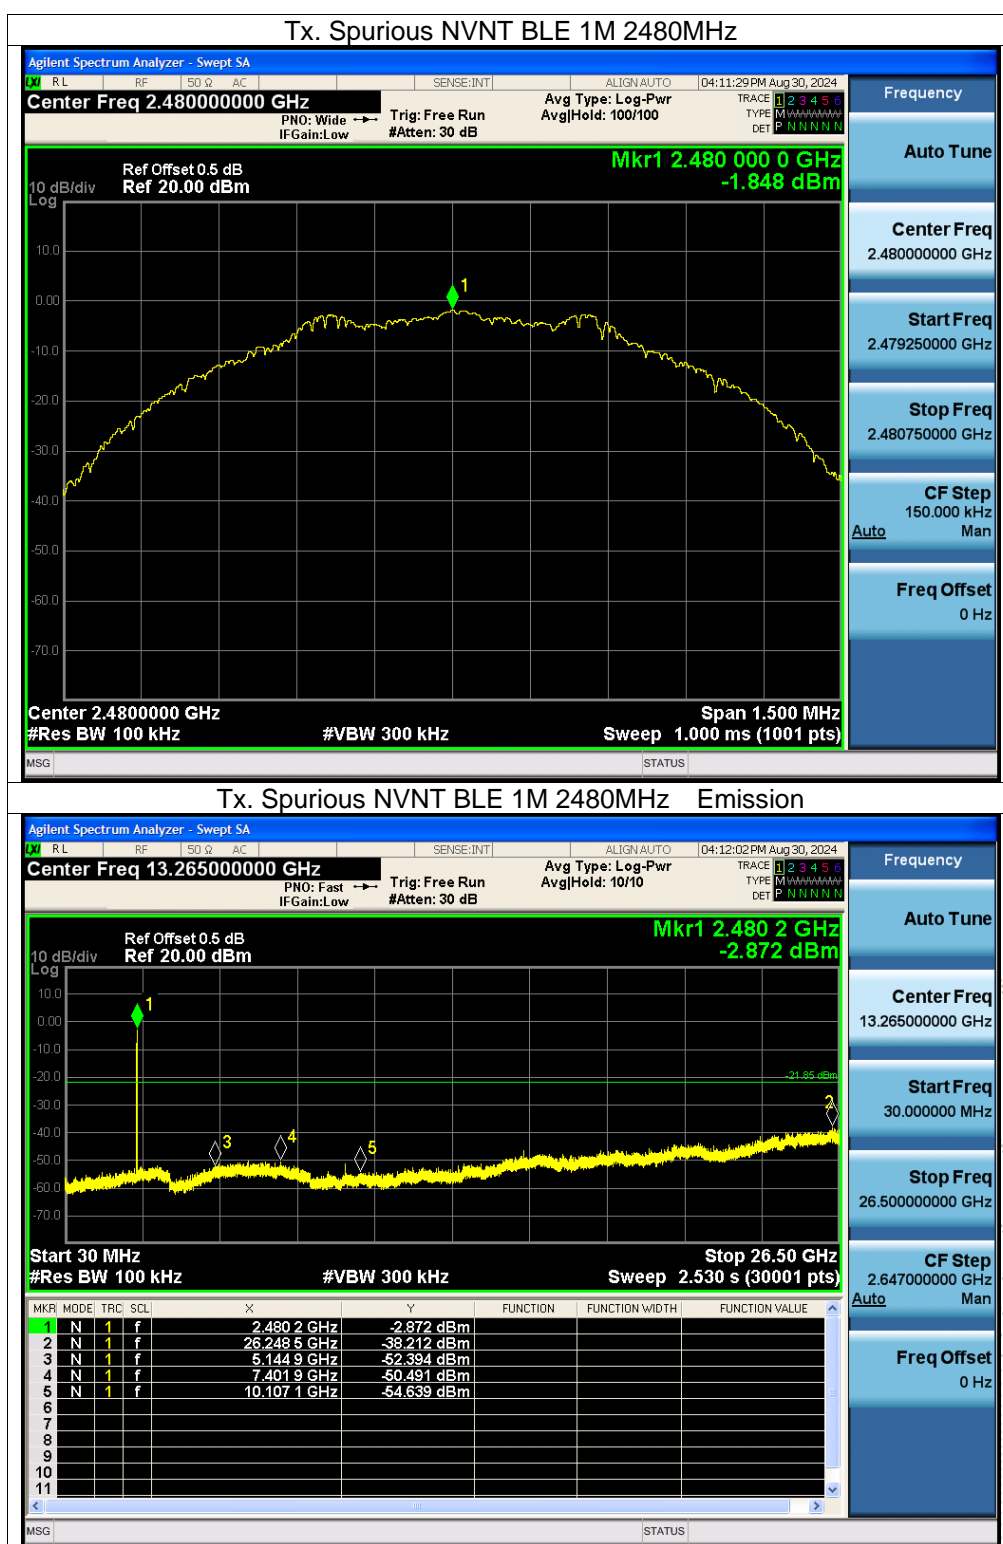 Tx. Spurious NVNT BLE 1M 2480MHz
Agilent Spectrum Analyzer - Swept SA
LXI RL RF 50 Ω AC SENSE:INT ALIGN AUTO 04:11:29 PM Aug 30, 2024
Center Freq 2.480000000 GHz
PNO: Wide
IFGain:Low
Trig: Free Run
#Atten: 30 dB
Avg Type: Log-Pwr
Avg|Hold: 100/100
TRACE 1 2 3 4 5 6
TYPE M WWWWW
DET P N N N N N
Frequency
Auto Tune
Center Freq
2.480000000 GHz
Start Freq
2.479250000 GHz
Stop Freq
2.480750000 GHz
CF Step
150.000 kHz
Auto Man
Freq Offset
0 Hz
Mkr1 2.480 000 0 GHz
-1.848 dBm
Ref Offset 0.5 dB
10 dB/div Ref 20.00 dBm
Log
10.0
0.00
-10.0
-20.0
-30.0
-40.0
-50.0
-60.0
-70.0
1
Center 2.4800000 GHz Span 1.500 MHz
#Res BW 100 kHz #VBW 300 kHz Sweep 1.000 ms (1001 pts)
MSG STATUS
Tx. Spurious NVNT BLE 1M 2480MHz Emission
Agilent Spectrum Analyzer - Swept SA
LXI RL RF 50 Ω AC SENSE:INT ALIGN AUTO 04:12:02 PM Aug 30, 2024
Center Freq 13.265000000 GHz
PNO: Fast
IFGain:Low
Trig: Free Run
#Atten: 30 dB
Avg Type: Log-Pwr
Avg|Hold: 10/10
TRACE 1 2 3 4 5 6
TYPE M WWWWW
DET P N N N N N
Frequency
Auto Tune
Center Freq
13.265000000 GHz
Start Freq
30.000000 MHz
Stop Freq
26.500000000 GHz
CF Step
2.647000000 GHz
Auto Man
Freq Offset
0 Hz
Mkr1 2.480 2 GHz
-2.872 dBm
Ref Offset 0.5 dB
10 dB/div Ref 20.00 dBm
Log
10.0
0.00
-10.0
-20.0
-30.0
-40.0
-50.0
-60.0
-70.0
-21.85 dBm
1
2
3
4
5
Start 30 MHz Stop 26.50 GHz
#Res BW 100 kHz #VBW 300 kHz Sweep 2.530 s (30001 pts)
MKR MODE TRC SCL X Y FUNCTION FUNCTION WIDTH FUNCTION VALUE
1 N 1 f 2.480 2 GHz -2.872 dBm
2 N 1 f 26.248 5 GHz -38.212 dBm
3 N 1 f 5.144 9 GHz -52.394 dBm
4 N 1 f 7.401 9 GHz -50.491 dBm
5 N 1 f 10.107 1 GHz -54.639 dBm
6
7
8
9
10
11
MSG STATUS